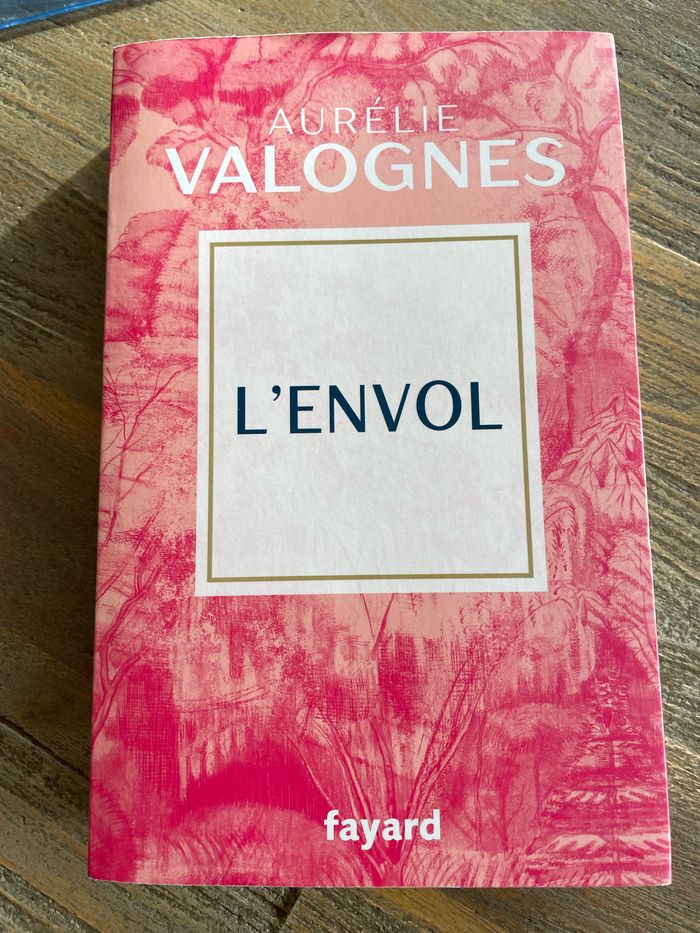 AURÉLIE
VALOGNES
L'ENVOL
fayard